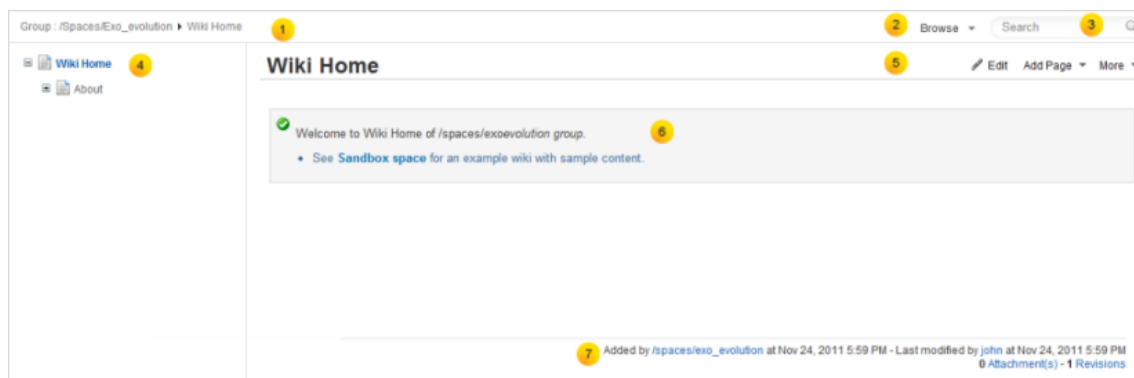 Group : /Spaces/Exo_evolution Wiki Home 1 2 Browse Search 3
Wiki Home 4
About
Wiki Home 5 Edit Add Page More
Welcome to Wiki Home of /spaces/exoevolution group. 6
• See Sandbox space for an example wiki with sample content.
7 Added by /spaces/exo_evolution at Nov 24, 2011 5:59 PM - Last modified by john at Nov 24, 2011 5:59 PM
0 Attachment(s) - 1 Revisions